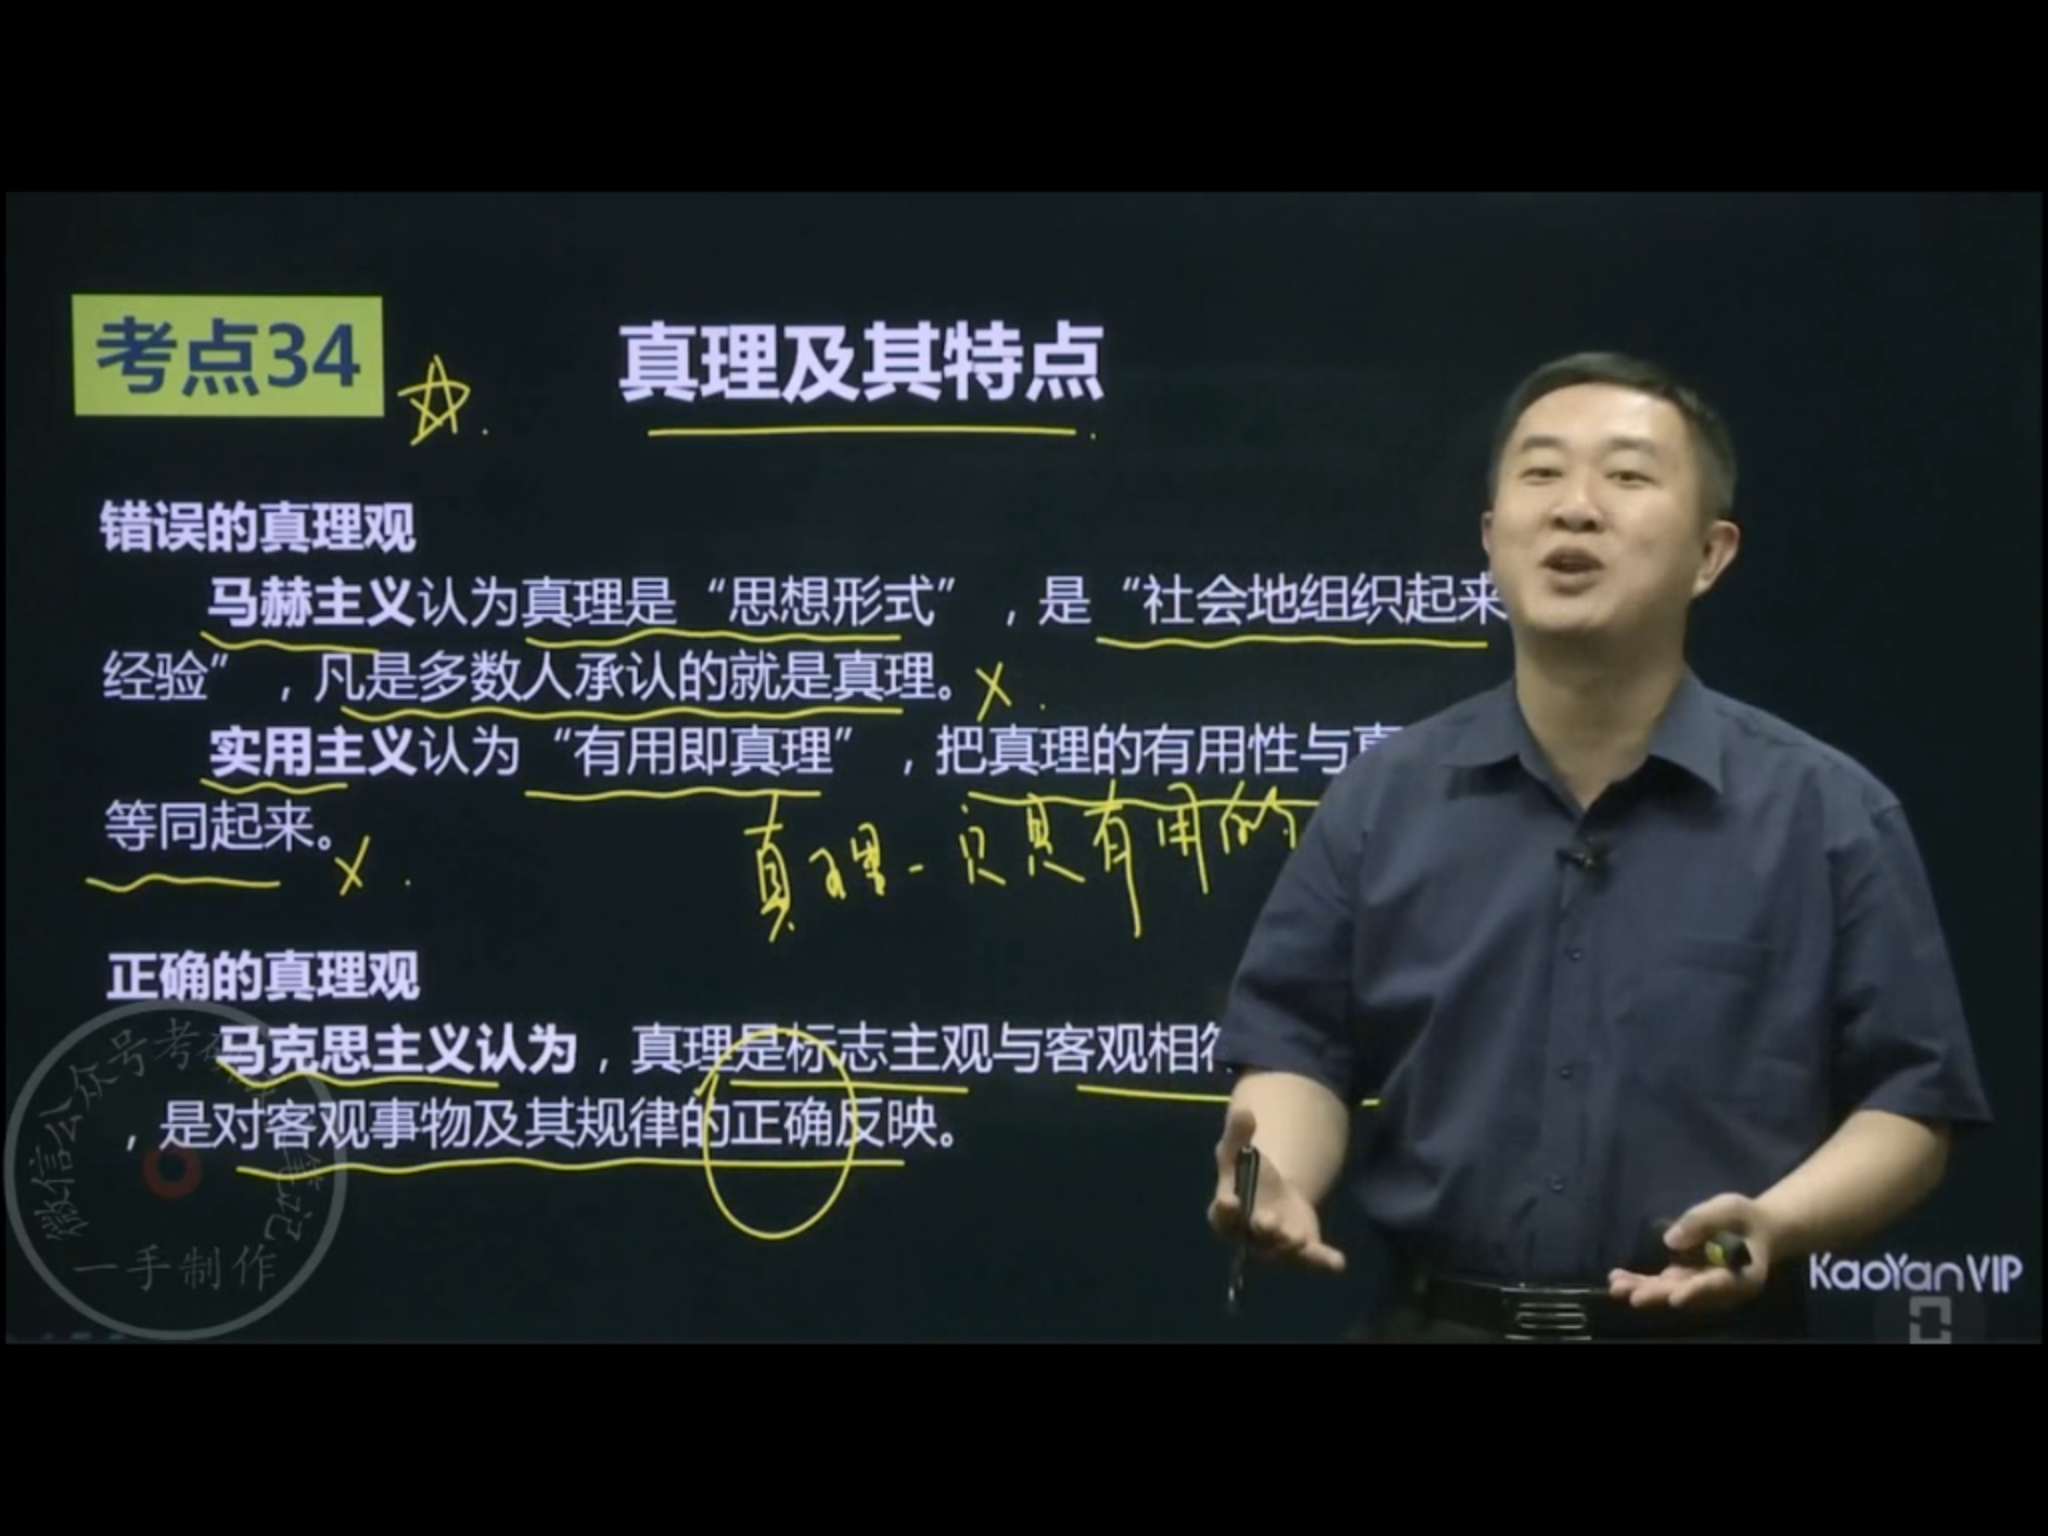 考点34
真理及其特点
错误的真理观
马赫主义认为真理是“思想形式”，是“社会地组织起来
经验”，凡是多数人承认的就是真理。
实用主义认为“有用即真理”，把真理的有用性与真
等同起来。
真理
有用的
正确的真理观
马克思主义认为，真理是标志主观与客观相符
，是对客观事物及其规律的正确反映。
微信公众号考
笔记
一手制作
KaoYanVIP